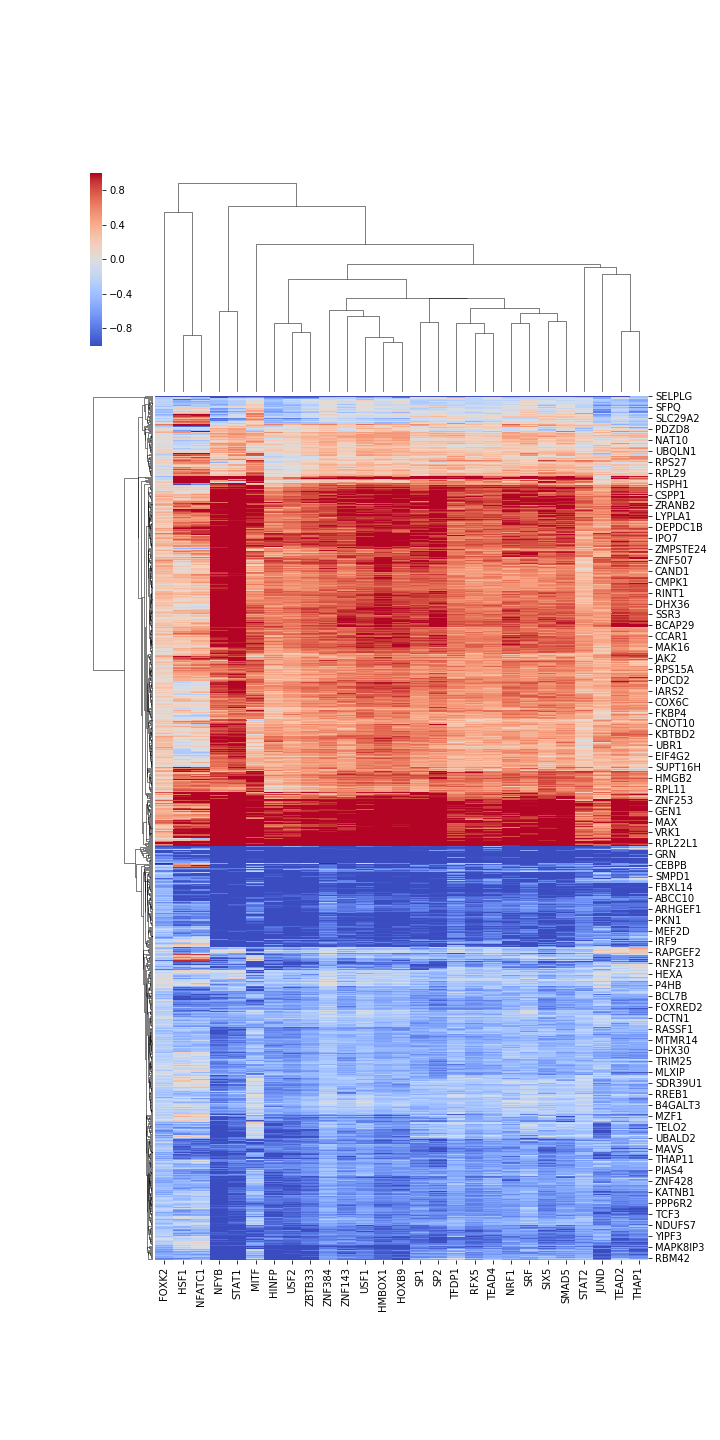 0.8
0.4
0.0
−0.4
−0.8
SELPLG
SFPQ
SLC29A2
PDZD8
NAT10
UBQLN1
RPS27
RPL29
HSPH1
CSPP1
ZRANB2
LYPLA1
DEPDC1B
IPO7
ZMPSTE24
ZNF507
CAND1
CMPK1
RINT1
DHX36
SSR3
BCAP29
CCAR1
MAK16
JAK2
RPS15A
PDCD2
IARS2
COX6C
FKBP4
CNOT10
KBTBD2
UBR1
EIF4G2
SUPT16H
HMGB2
RPL11
ZNF253
GEN1
MAX
VRK1
RPL22L1
GRN
CEBPB
SMPD1
FBXL14
ABCC10
ARHGEF1
PKN1
MEF2D
IRF9
RAPGEF2
RNF213
HEXA
P4HB
BCL7B
FOXRED2
DCTN1
RASSF1
MTMR14
DHX30
TRIM25
MLXIP
SDR39U1
RREB1
B4GALT3
MZF1
TELO2
UBALD2
MAVS
THAP11
PIAS4
ZNF428
KATNB1
PPP6R2
TCF3
NDUFS7
YIPF3
MAPK8IP3
RBM42
FOXK2
HSF1
NFATC1
NFYB
STAT1
MITF
HINFP
USF2
ZBTB33
ZNF384
ZNF143
USF1
HMBOX1
HOXB9
SP1
SP2
TFDP1
RFX5
TEAD4
NRF1
SRF
SIX5
SMAD5
STAT2
JUND
TEAD2
THAP1